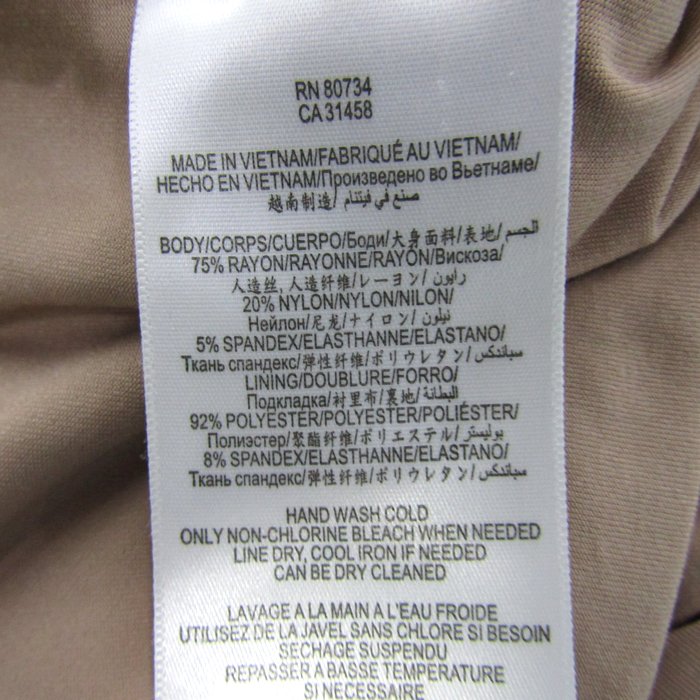 RN 80734
CA 31458
MADE IN VIETNAM/FABRIQUÉ AU VIETNAM/
HECHO EN VIETNAM/Произведено во Вьетнаме/
越南制造/ صنع في فيتنام
BODY/CORPS/CUERPO/Боди/大身面料/表地/ الجسم
75% RAYON/RAYONNE/RAYÓN/Вискоза/
人造丝, 人造纤维/レーヨン/ رايون
20% NYLON/NYLON/NILON/
Нейлон/尼龙/ナイロン/ نيلون
5% SPANDEX/ELASTHANNE/ELASTANO/
Ткань спандекс/弹性纤维/ポリウレタン/ سباندكس
LINING/DOUBLURE/FORRO/
Подкладка/衬里布/裏地/ البطانة
92% POLYESTER/POLYESTER/POLIÉSTER/
Полиэстер/聚酯纤维/ポリエステル/ بوليستر
8% SPANDEX/ELASTHANNE/ELASTANO/
Ткань спандекс/弹性纤维/ポリウレタン/ سباندكس
HAND WASH COLD
ONLY NON-CHLORINE BLEACH WHEN NEEDED
LINE DRY, COOL IRON IF NEEDED
CAN BE DRY CLEANED
LAVAGE A LA MAIN A L'EAU FROIDE
UTILISEZ DE LA JAVEL SANS CHLORE SI BESOIN
SECHAGE SUSPENDU
REPASSER A BASSE TEMPERATURE
SI NECESSAIRE